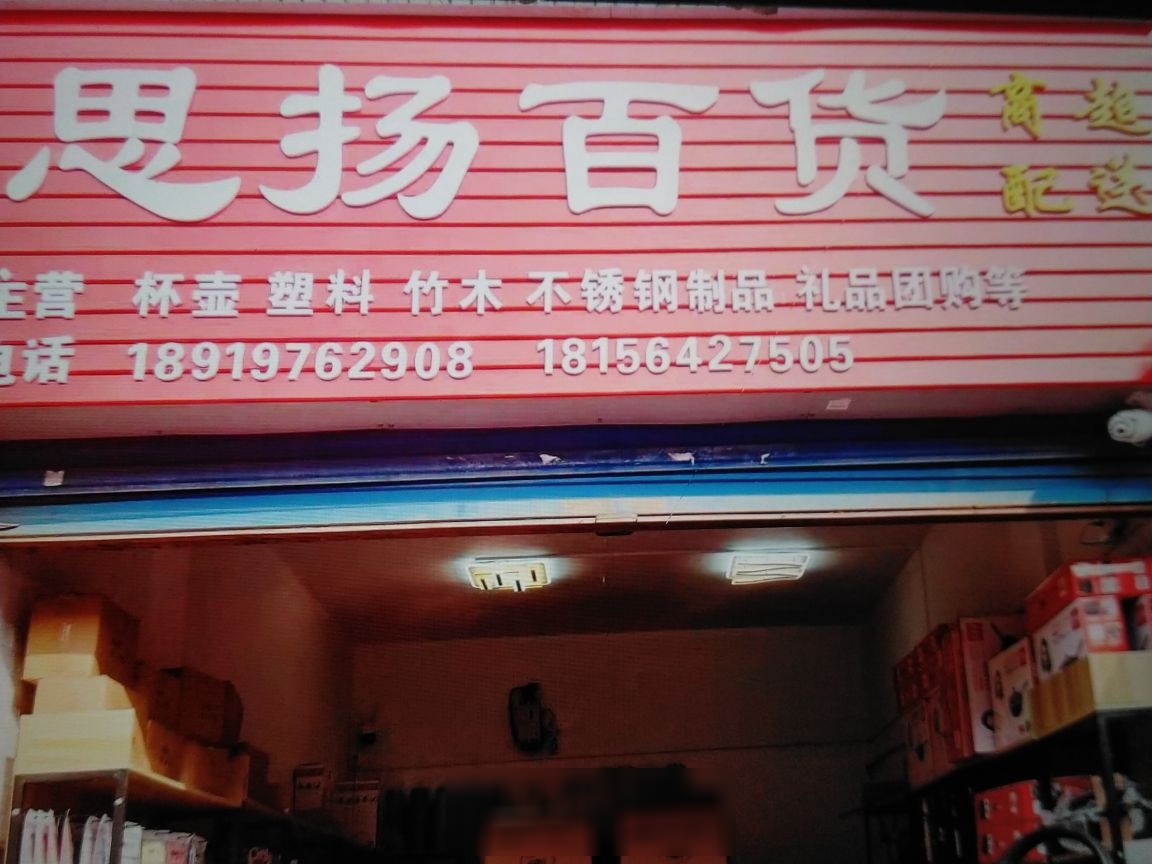 思扬百货
商超
配送
主营 杯壶 塑料 竹木 不锈钢制品 礼品团购等
电话 18919762908 18156427505